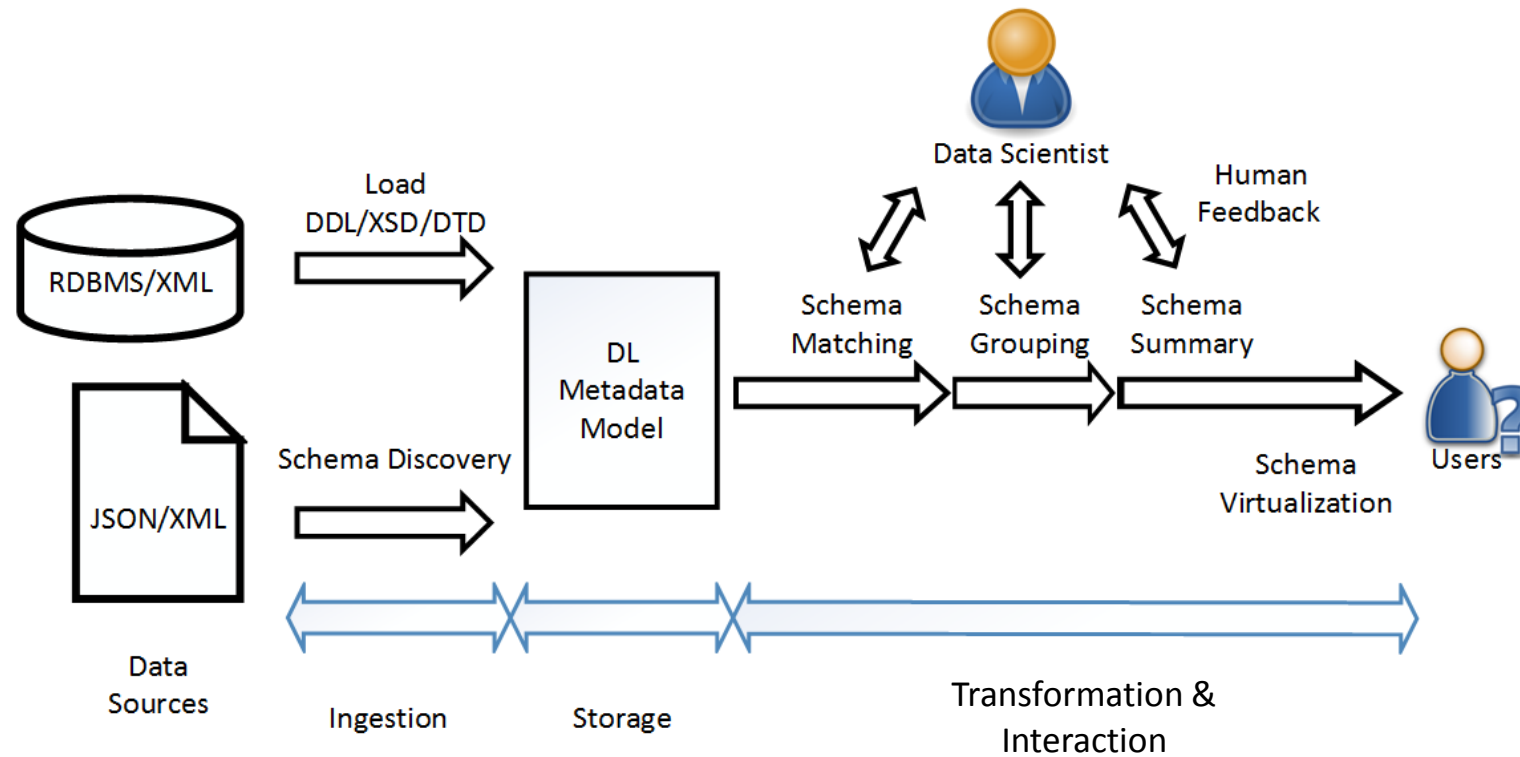 Data Scientist
Human
Feedback
Load
DDL/XSD/DTD
RDBMS/XML
Schema
Matching
Schema
Grouping
Schema
Summary
DL
Metadata
Model
Schema Discovery
JSON/XML
Schema
Virtualization
?
Users
Data
Sources
Ingestion
Storage
Transformation &
Interaction